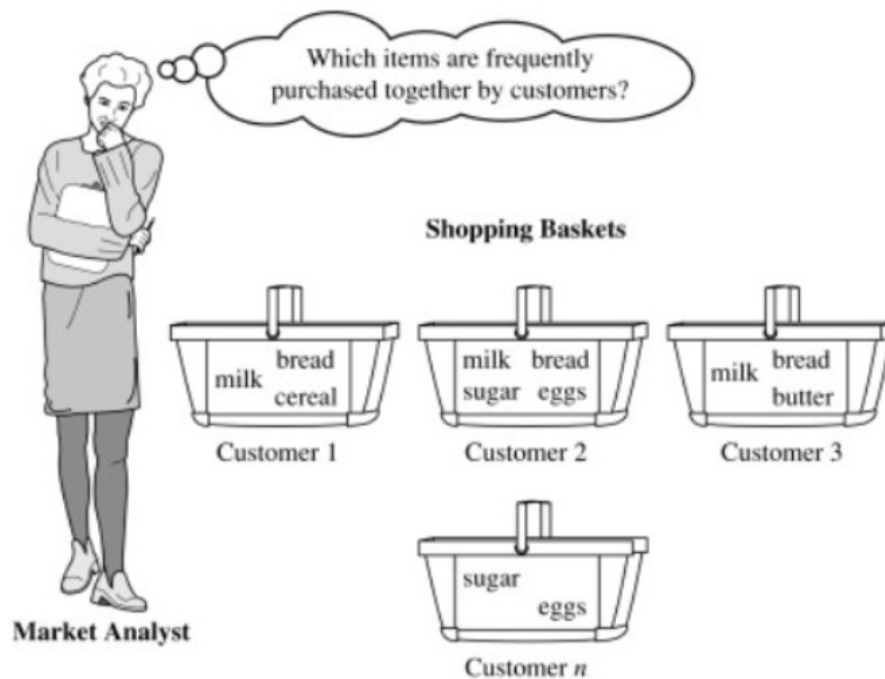 Which items are frequently
purchased together by customers?
Shopping Baskets
milk
bread
cereal
Customer 1
milk bread
sugar eggs
Customer 2
milk
bread
butter
Customer 3
sugar
eggs
Customer n
Market Analyst